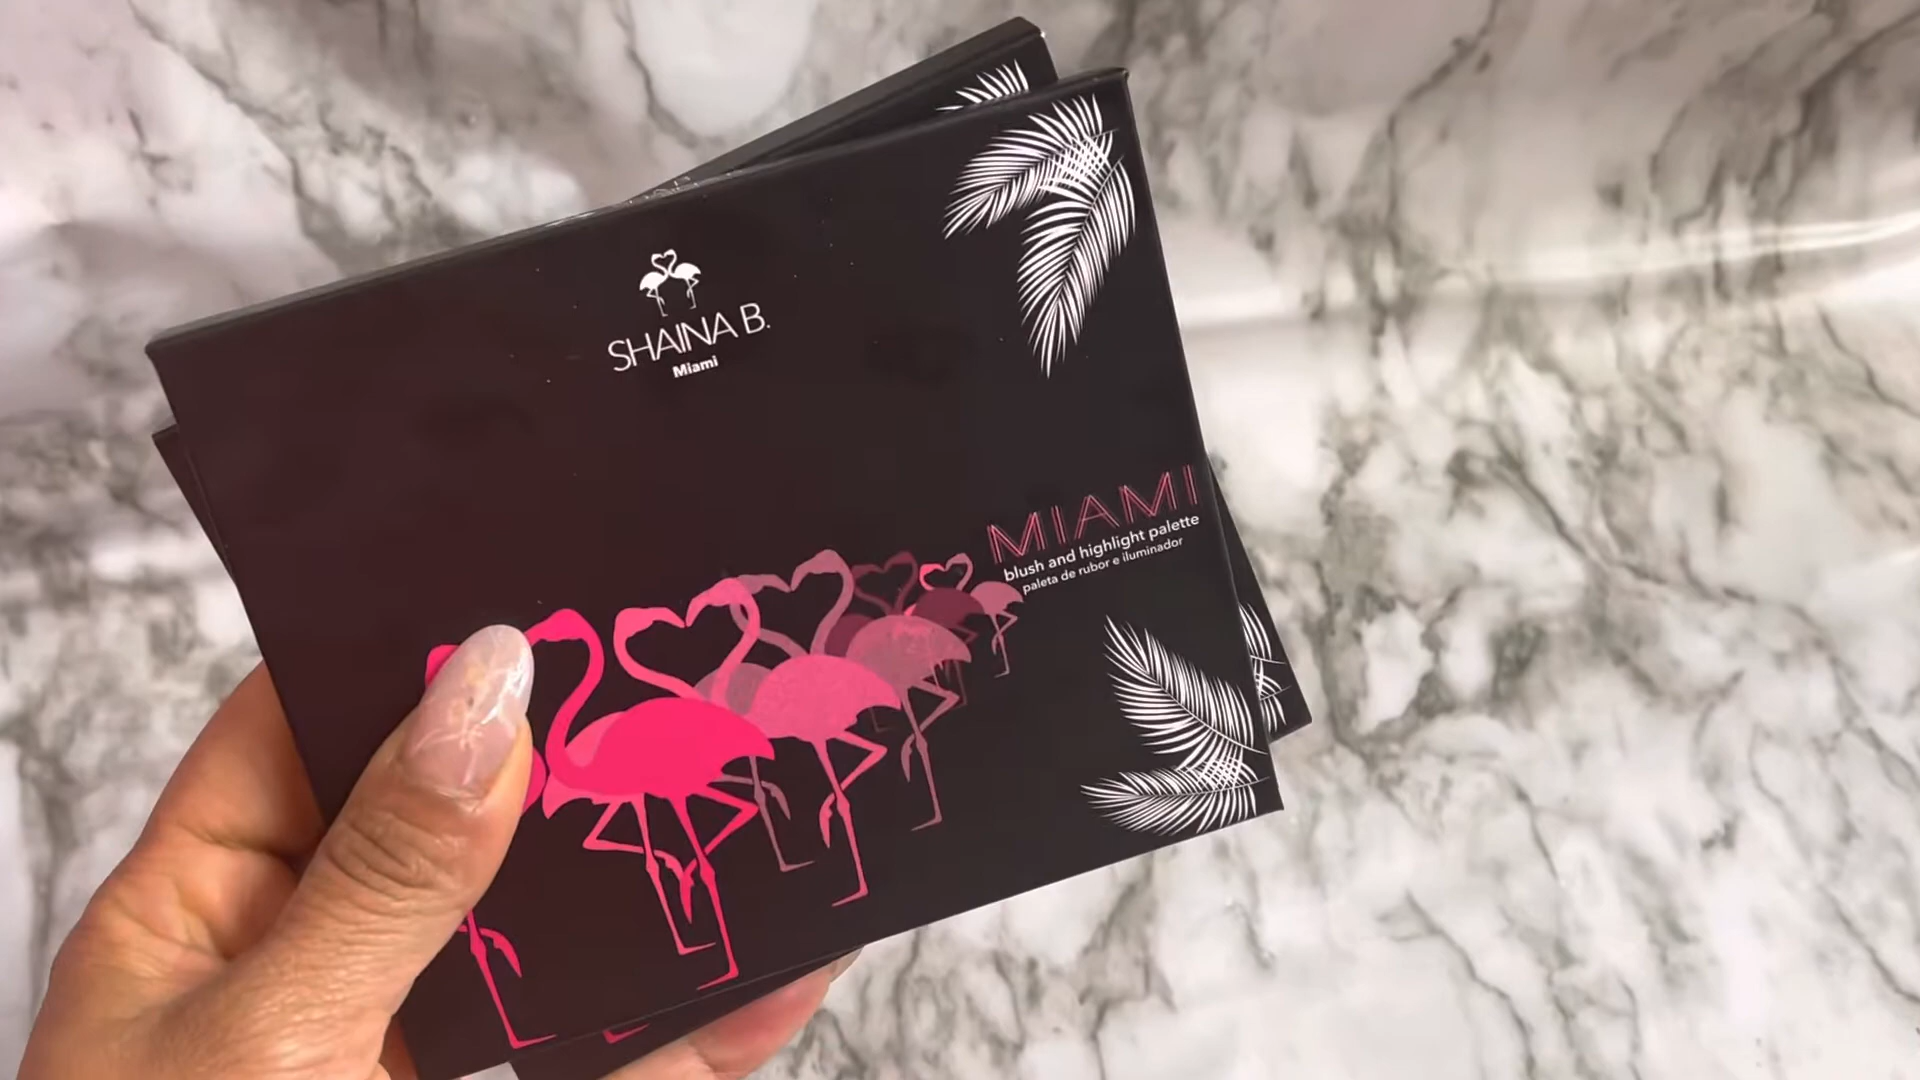 SHAINA B.
Miami
MIAMI
blush and highlight palette
paleta de rubor e iluminador